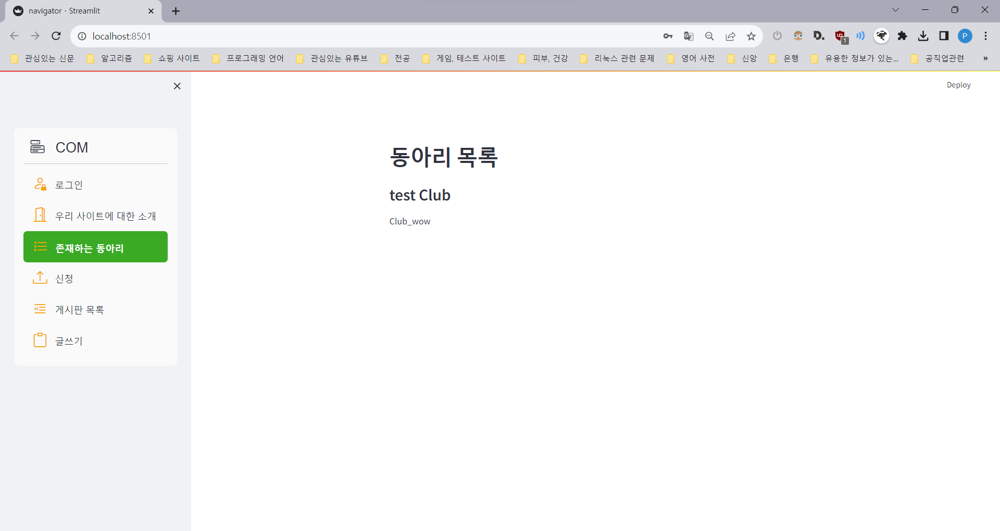 navigator · Streamlit
localhost:8501
1
P
관심있는 신문
알고리즘
쇼핑 사이트
프로그래밍 언어
관심있는 유튜브
전공
게임, 테스트 사이트
피부, 건강
리눅스 관련 문제
영어 사전
신앙
은행
유용한 정보가 있는...
공직업관련
»
Deploy
COM
로그인
우리 사이트에 대한 소개
존재하는 동아리
신청
게시판 목록
글쓰기
동아리 목록
test Club
Club_wow